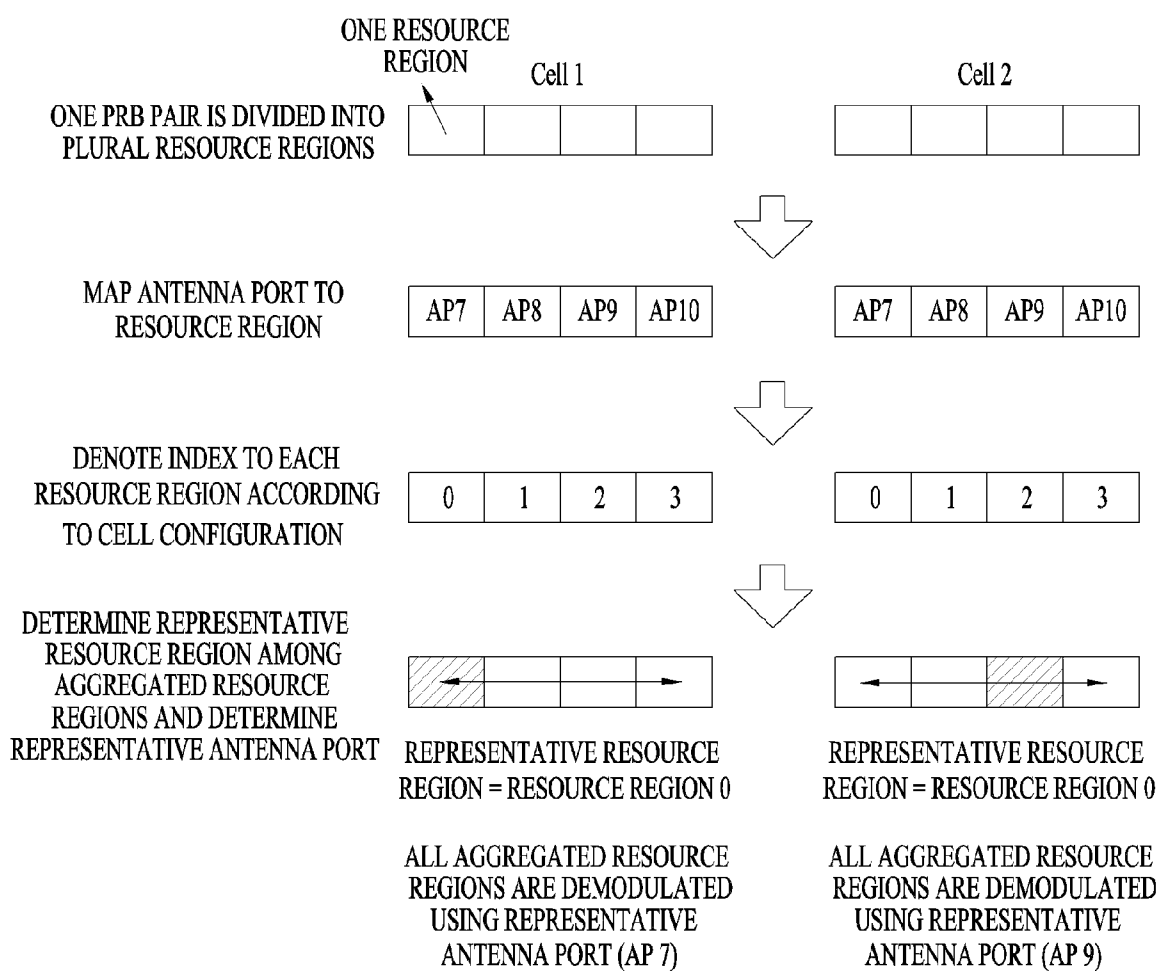 ONE RESOURCE
REGION
Cell 1
Cell 2
ONE PRB PAIR IS DIVIDED INTO
PLURAL RESOURCE REGIONS
MAP ANTENNA PORT TO
RESOURCE REGION
AP7 AP8 AP9 AP10
AP7 AP8 AP9 AP10
DENOTE INDEX TO EACH
RESOURCE REGION ACCORDING
TO CELL CONFIGURATION
0 1 2 3
0 1 2 3
DETERMINE REPRESENTATIVE
RESOURCE REGION AMONG
AGGREGATED RESOURCE
REGIONS AND DETERMINE
REPRESENTATIVE ANTENNA PORT
REPRESENTATIVE RESOURCE
REGION = RESOURCE REGION 0
ALL AGGREGATED RESOURCE
REGIONS ARE DEMODULATED
USING REPRESENTATIVE
ANTENNA PORT (AP 7)
REPRESENTATIVE RESOURCE
REGION = RESOURCE REGION 0
ALL AGGREGATED RESOURCE
REGIONS ARE DEMODULATED
USING REPRESENTATIVE
ANTENNA PORT (AP 9)